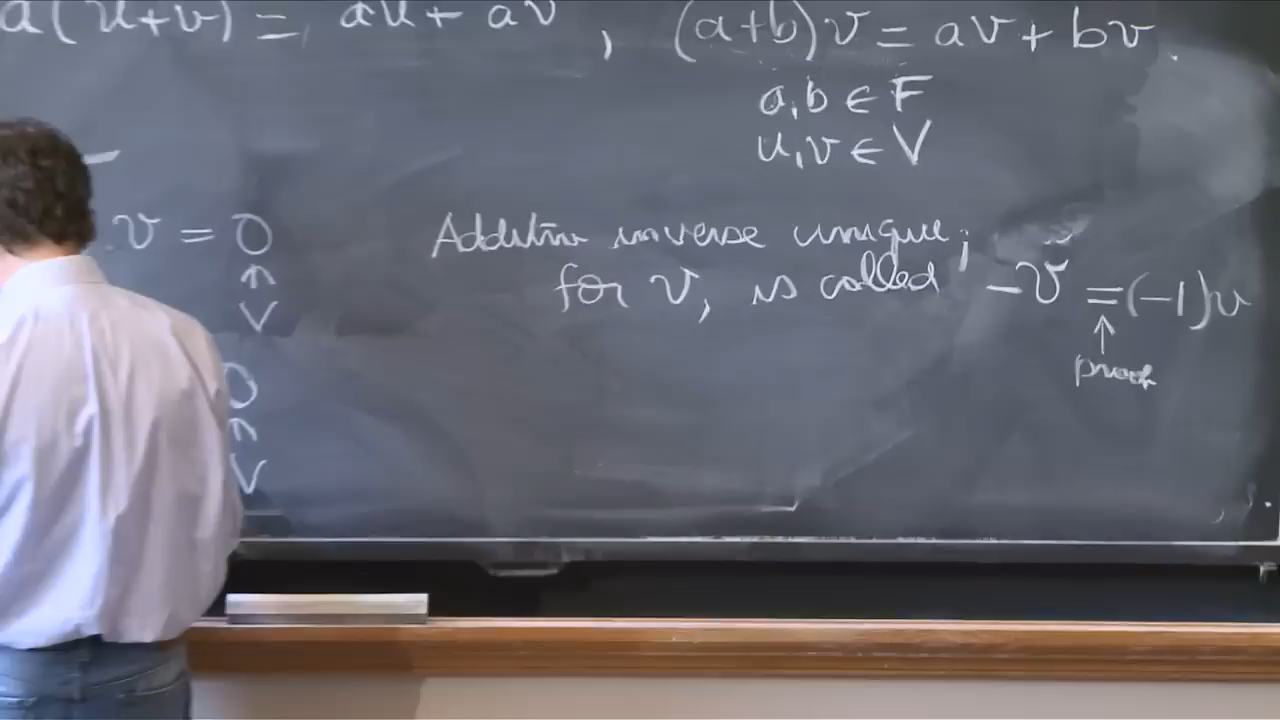 a(u+v) = au + av , (a+b)v = av + bv.
a,b ∈ F
u,v ∈ V
v = 0
↑
V
Additive inverse unique;
for v, is called -v = (-1)v
↑
proof
0
↑
V